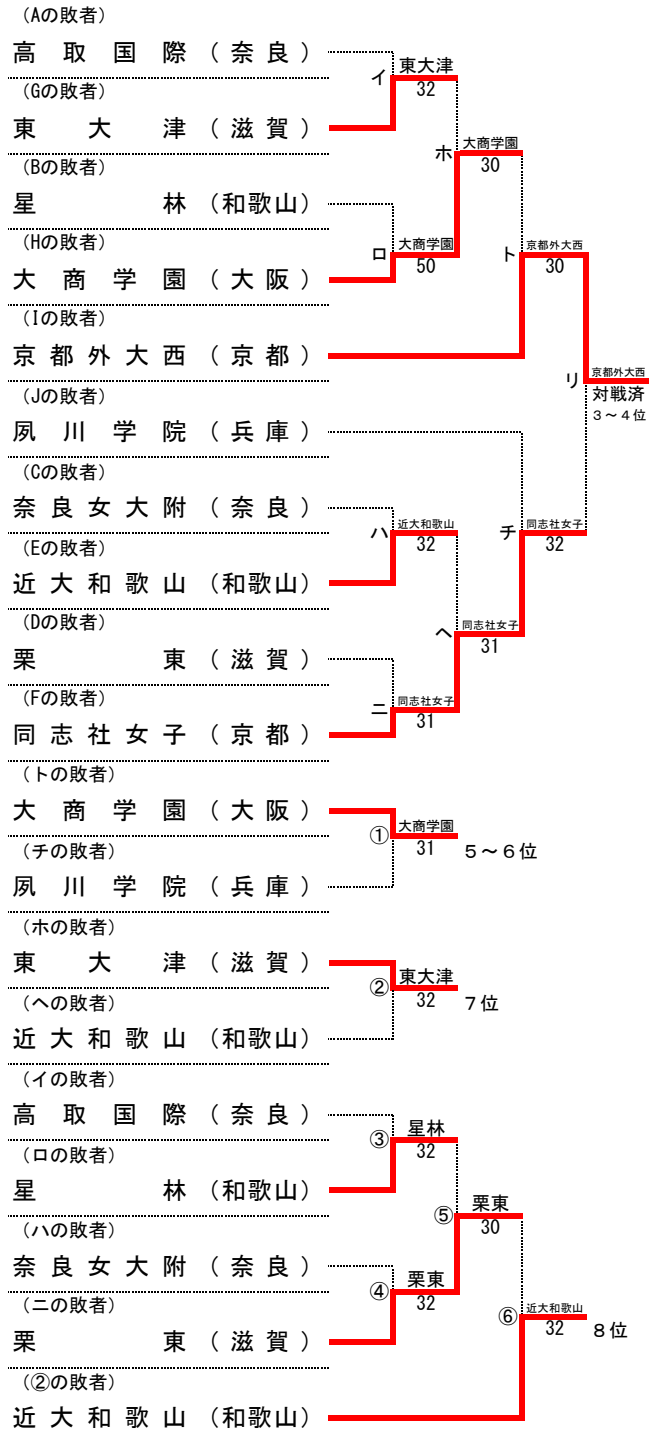 （Aの敗者）
高取国際（奈良）
（Gの敗者）
東大津（滋賀）
（Bの敗者）
星林（和歌山）
（Hの敗者）
大商学園（大阪）
（Iの敗者）
京都外大西（京都）
（Jの敗者）
夙川学院（兵庫）
（Cの敗者）
奈良女大附（奈良）
（Eの敗者）
近大和歌山（和歌山）
（Dの敗者）
栗東（滋賀）
（Fの敗者）
同志社女子（京都）
イ
東大津
32
ロ
大商学園
50
ホ
大商学園
30
ト
京都外大西
30
リ
京都外大西
対戦済
３～４位
ハ
近大和歌山
32
ニ
同志社女子
31
ヘ
同志社女子
31
チ
同志社女子
32
（トの敗者）
大商学園（大阪）
（チの敗者）
夙川学院（兵庫）
①
大商学園
31
５～６位
（ホの敗者）
東大津（滋賀）
（ヘの敗者）
近大和歌山（和歌山）
②
東大津
32
７位
（イの敗者）
高取国際（奈良）
（ロの敗者）
星林（和歌山）
（ハの敗者）
奈良女大附（奈良）
（ニの敗者）
栗東（滋賀）
（②の敗者）
近大和歌山（和歌山）
③
星林
32
④
栗東
32
⑤
栗東
30
⑥
近大和歌山
32
８位